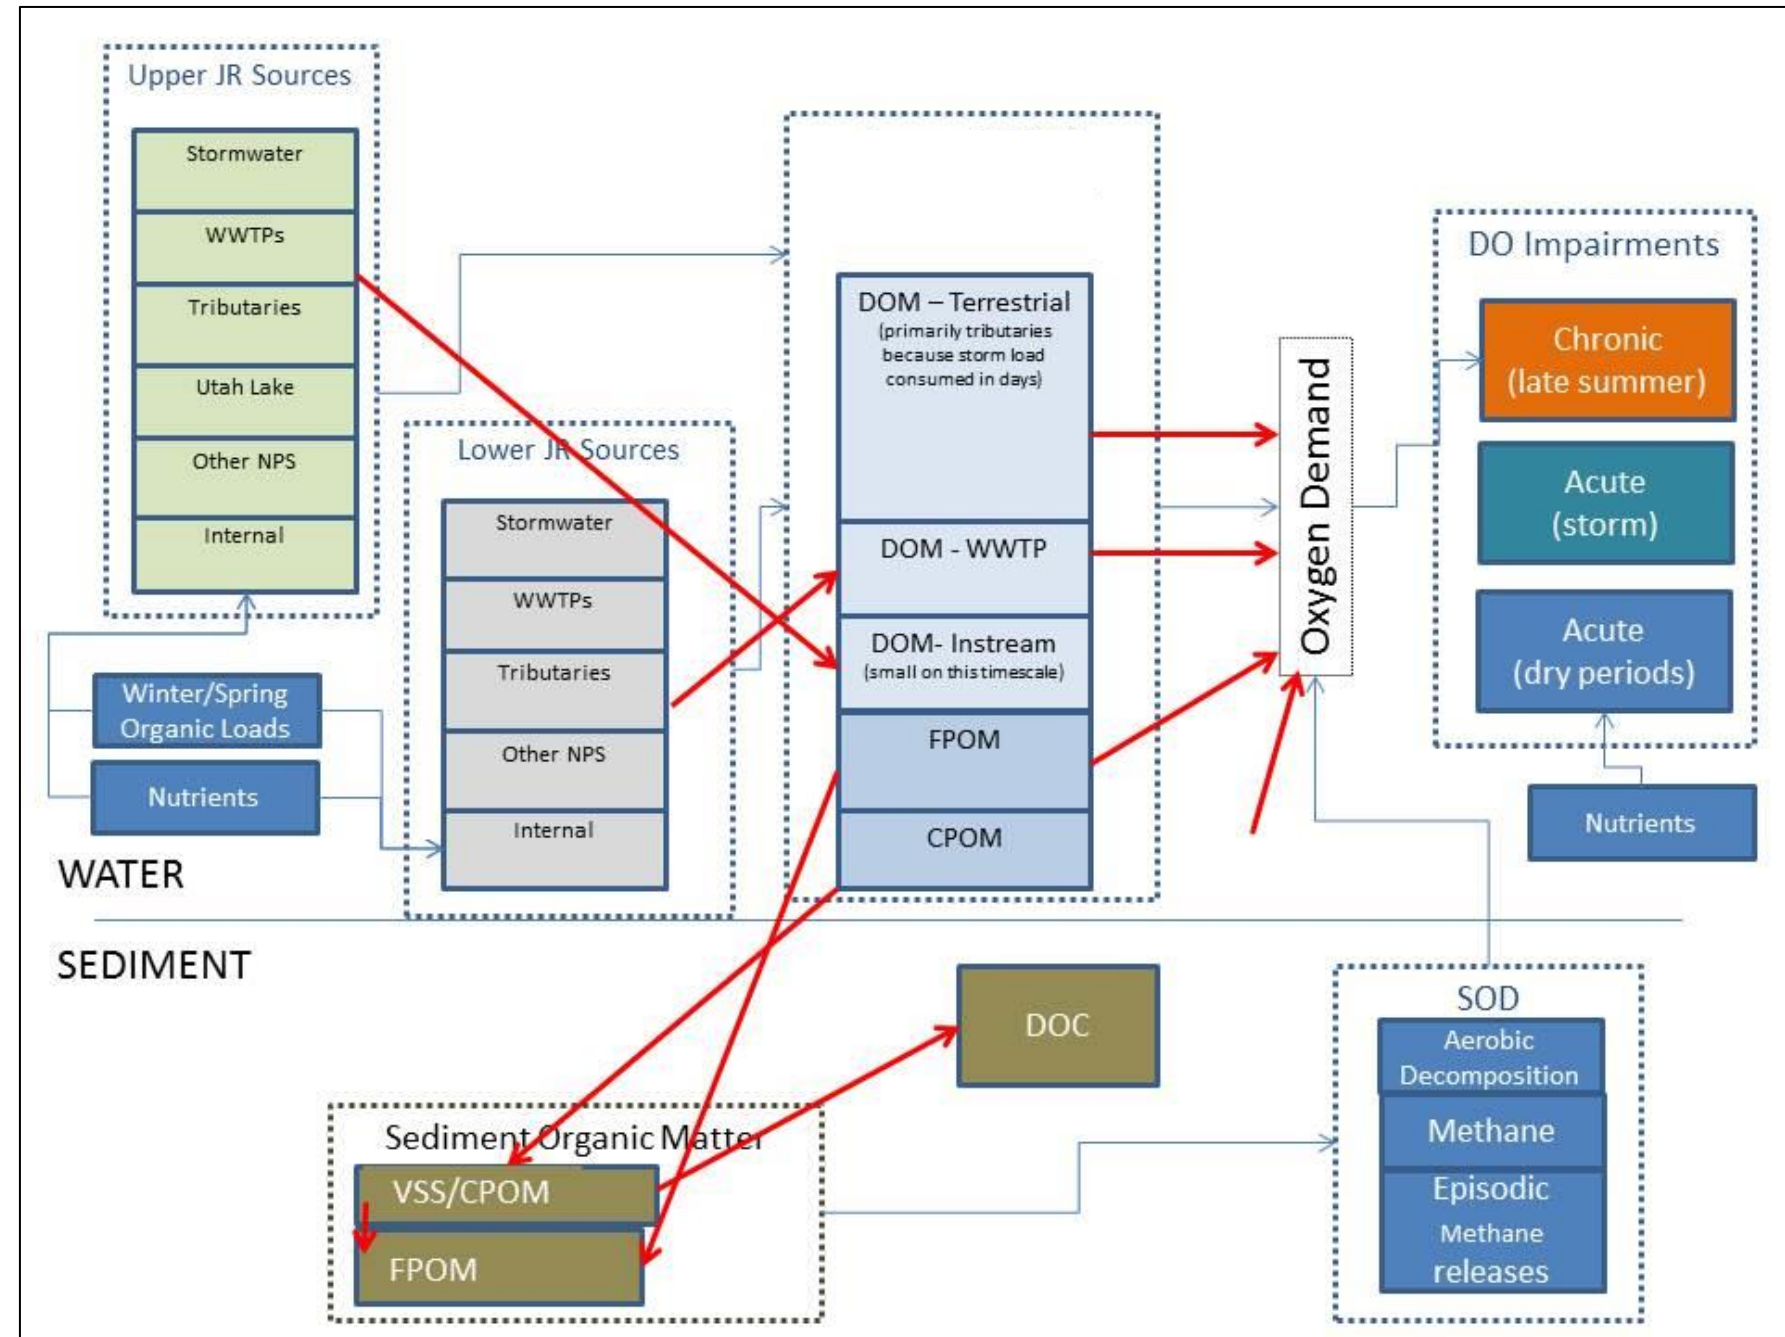 Upper JR Sources
Stormwater
WWTPs
Tributaries
Utah Lake
Other NPS
Internal
Winter/Spring
Organic Loads
Nutrients
Lower JR Sources
Stormwater
WWTPs
Tributaries
Other NPS
Internal
DOM – Terrestrial
(primarily tributaries
because storm load
consumed in days)
DOM - WWTP
DOM- Instream
(small on this timescale)
FPOM
CPOM
Oxygen Demand
DO Impairments
Chronic
(late summer)
Acute
(storm)
Acute
(dry periods)
Nutrients
WATER
SEDIMENT
DOC
Sediment Organic Matter
VSS/CPOM
FPOM
SOD
Aerobic
Decomposition
Methane
Episodic
Methane
releases